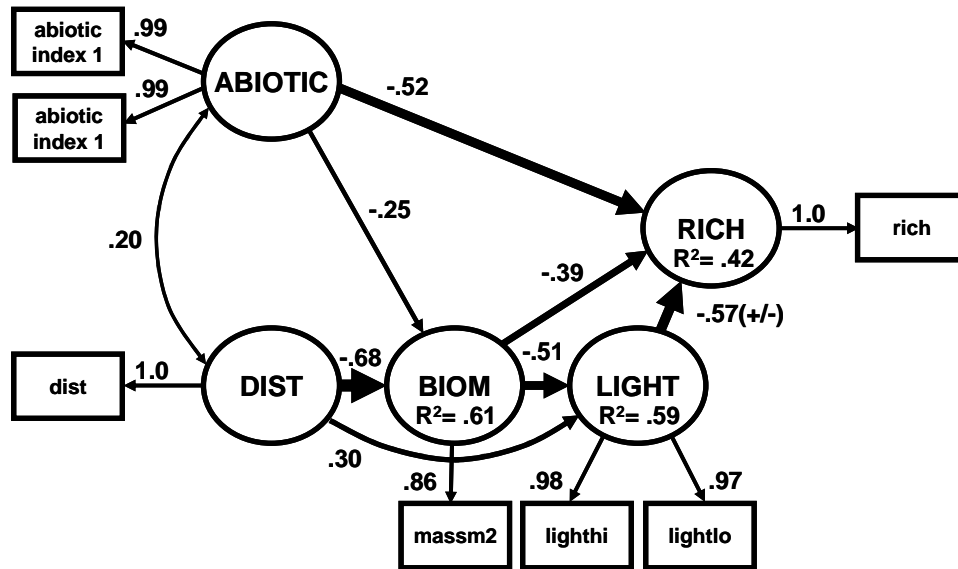 abiotic
index 1
.99
ABIOTIC
abiotic
index 1
.99
-.52
-.25
.20
RICH
R²= .42
1.0
rich
-.39
-.57(+/-)
dist
1.0
DIST
-.68
BIOM
R²= .61
-.51
LIGHT
R²= .59
.30
.86
.98
.97
massm2
lighthi
lightlo